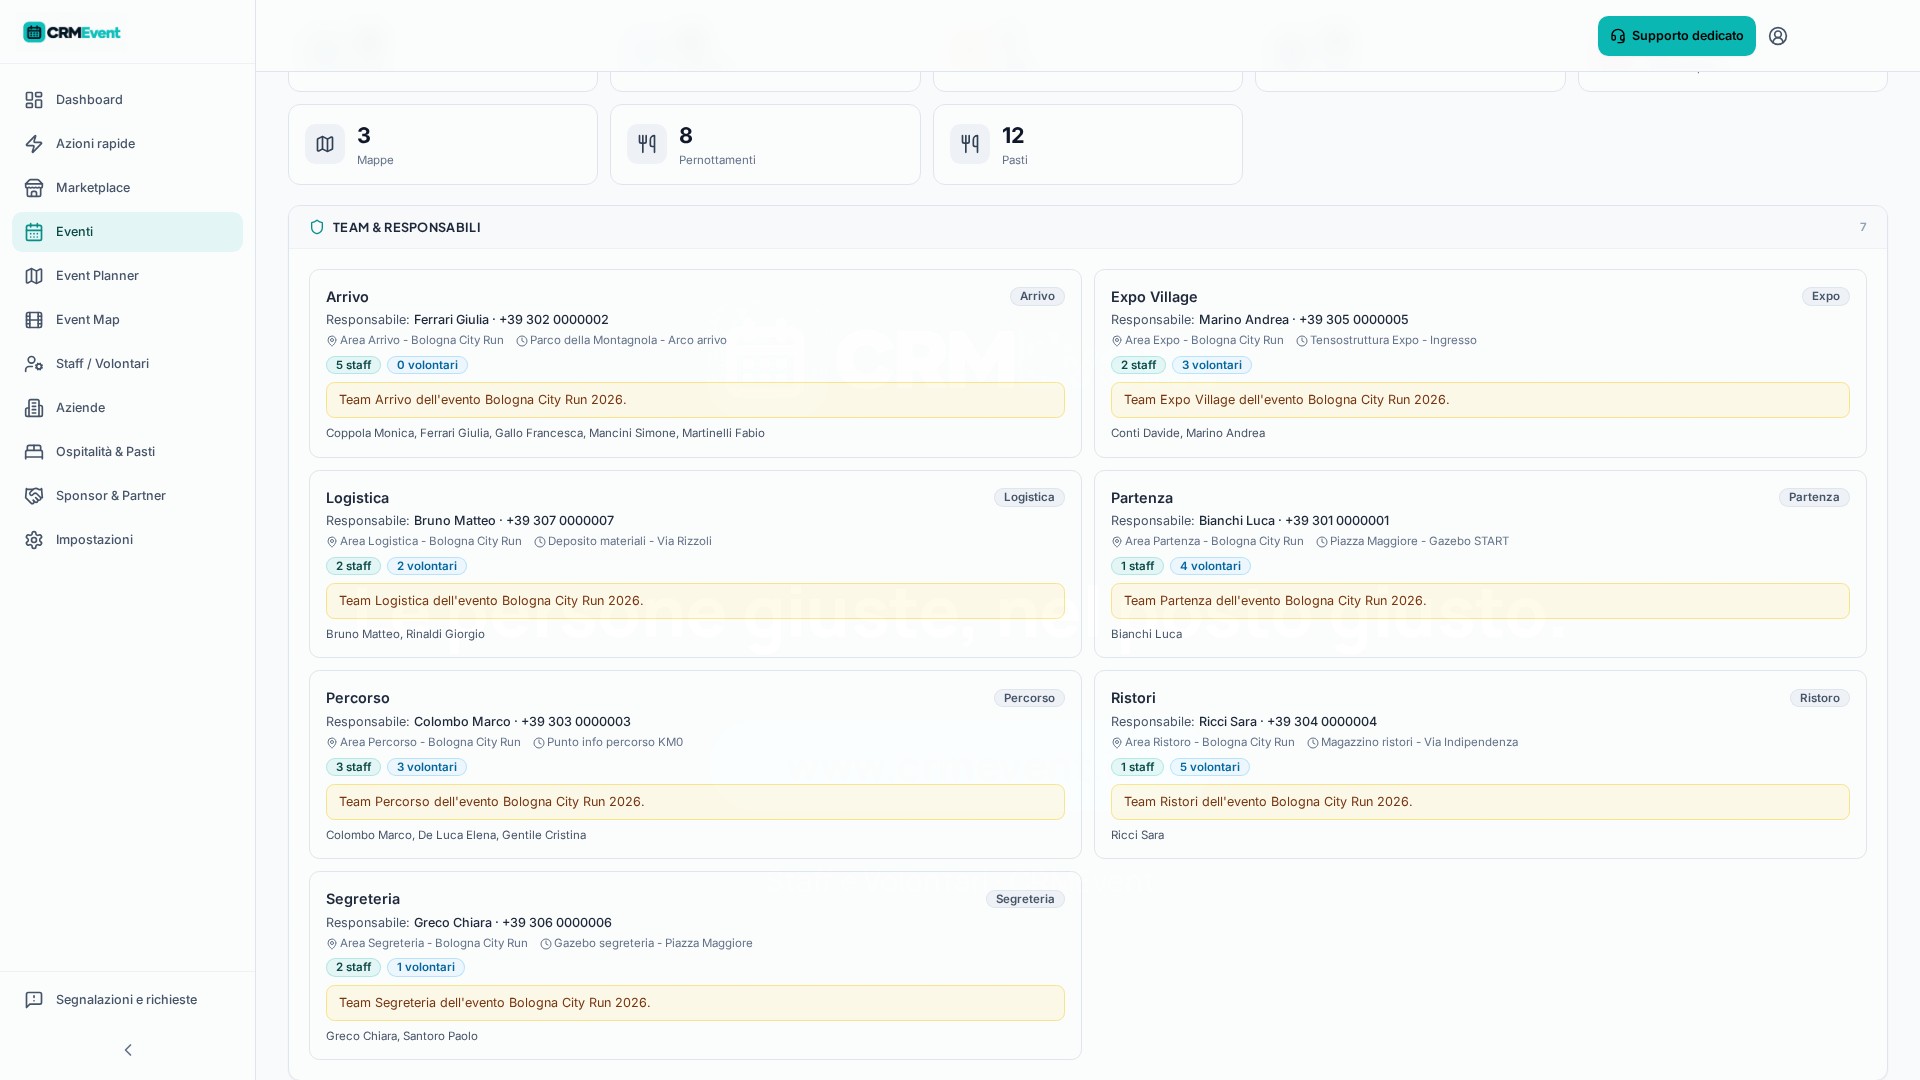 CRMEvent
Supporto dedicato
Dashboard
Azioni rapide
Marketplace
Eventi
Event Planner
Event Map
Staff / Volontari
Aziende
Ospitalità & Pasti
Sponsor & Partner
Impostazioni
Segnalazioni e richieste
3
Mappe
8
Pernottamenti
12
Pasti
TEAM & RESPONSABILI
7
Arrivo
Arrivo
Responsabile: Ferrari Giulia · +39 302 0000002
Area Arrivo - Bologna City Run Parco della Montagnola - Arco arrivo
5 staff 0 volontari
Team Arrivo dell'evento Bologna City Run 2026.
Coppola Monica, Ferrari Giulia, Gallo Francesca, Mancini Simone, Martinelli Fabio
Expo Village
Expo
Responsabile: Marino Andrea · +39 305 0000005
Area Expo - Bologna City Run Tensostruttura Expo - Ingresso
2 staff 3 volontari
Team Expo Village dell'evento Bologna City Run 2026.
Conti Davide, Marino Andrea
Logistica
Logistica
Responsabile: Bruno Matteo · +39 307 0000007
Area Logistica - Bologna City Run Deposito materiali - Via Rizzoli
2 staff 2 volontari
Team Logistica dell'evento Bologna City Run 2026.
Bruno Matteo, Rinaldi Giorgio
Partenza
Partenza
Responsabile: Bianchi Luca · +39 301 0000001
Area Partenza - Bologna City Run Piazza Maggiore - Gazebo START
1 staff 4 volontari
Team Partenza dell'evento Bologna City Run 2026.
Bianchi Luca
Percorso
Percorso
Responsabile: Colombo Marco · +39 303 0000003
Area Percorso - Bologna City Run Punto info percorso KM0
3 staff 3 volontari
Team Percorso dell'evento Bologna City Run 2026.
Colombo Marco, De Luca Elena, Gentile Cristina
Ristori
Ristoro
Responsabile: Ricci Sara · +39 304 0000004
Area Ristoro - Bologna City Run Magazzino ristori - Via Indipendenza
1 staff 5 volontari
Team Ristori dell'evento Bologna City Run 2026.
Ricci Sara
Segreteria
Segreteria
Responsabile: Greco Chiara · +39 306 0000006
Area Segreteria - Bologna City Run Gazebo segreteria - Piazza Maggiore
2 staff 1 volontari
Team Segreteria dell'evento Bologna City Run 2026.
Greco Chiara, Santoro Paolo
CRM
giuste,
giusto.